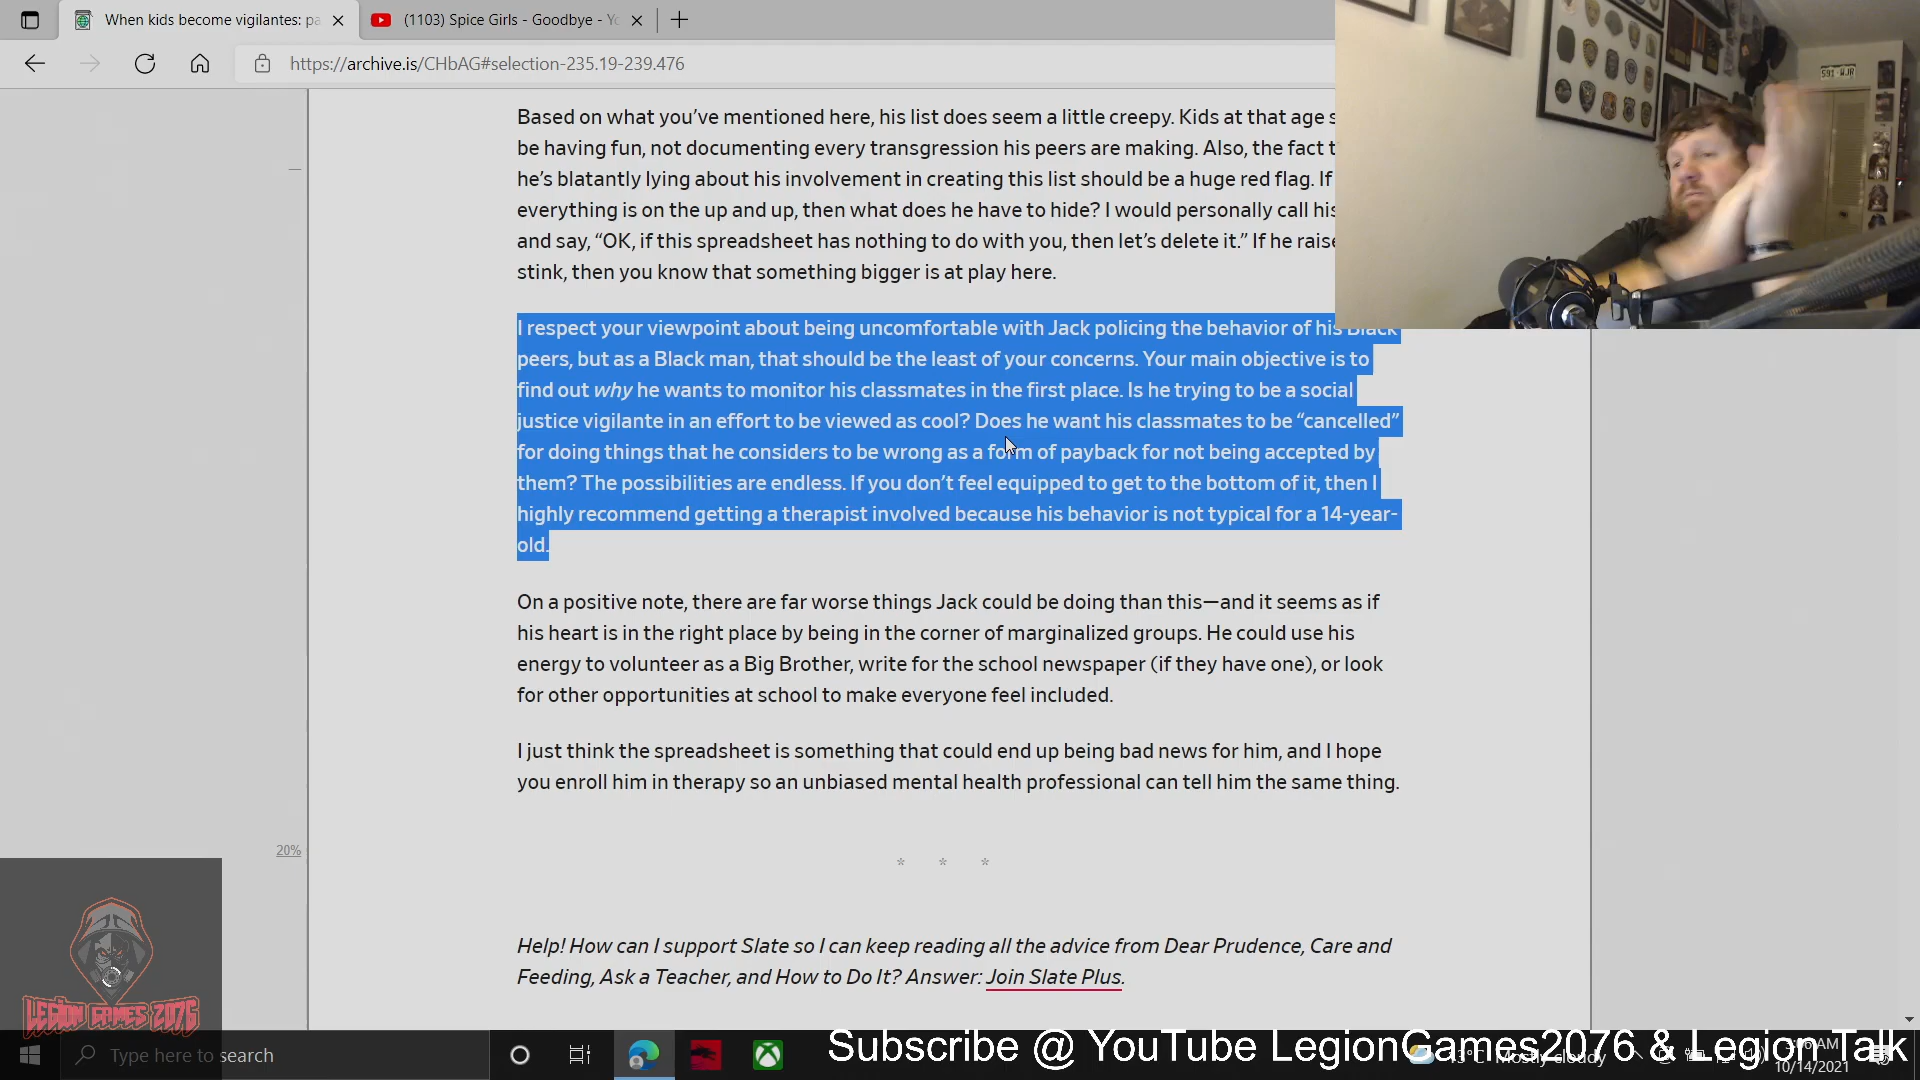 When kids become vigilantes: pa
(1103) Spice Girls - Goodbye - Yo
https://archive.is/CHbAG#selection-235.19-239.476
591 WJR
Based on what you’ve mentioned here, his list does seem a little creepy. Kids at that age s
be having fun, not documenting every transgression his peers are making. Also, the fact t
he’s blatantly lying about his involvement in creating this list should be a huge red flag. If
everything is on the up and up, then what does he have to hide? I would personally call his
and say, “OK, if this spreadsheet has nothing to do with you, then let’s delete it.” If he raise
stink, then you know that something bigger is at play here.
I respect your viewpoint about being uncomfortable with Jack policing the behavior of his Black
peers, but as a Black man, that should be the least of your concerns. Your main objective is to
find out why he wants to monitor his classmates in the first place. Is he trying to be a social
justice vigilante in an effort to be viewed as cool? Does he want his classmates to be “cancelled”
for doing things that he considers to be wrong as a form of payback for not being accepted by
them? The possibilities are endless. If you don’t feel equipped to get to the bottom of it, then I
highly recommend getting a therapist involved because his behavior is not typical for a 14-year-
old.
On a positive note, there are far worse things Jack could be doing than this—and it seems as if
his heart is in the right place by being in the corner of marginalized groups. He could use his
energy to volunteer as a Big Brother, write for the school newspaper (if they have one), or look
for other opportunities at school to make everyone feel included.
I just think the spreadsheet is something that could end up being bad news for him, and I hope
you enroll him in therapy so an unbiased mental health professional can tell him the same thing.
20%
* * *
Help! How can I support Slate so I can keep reading all the advice from Dear Prudence, Care and
Feeding, Ask a Teacher, and How to Do It? Answer: Join Slate Plus.
LEGION GAMES 2076
Type here to search
Subscribe @ YouTube LegionGames2076 & Legion Talk
Mostly cloudy
3:06 AM
10/14/2021